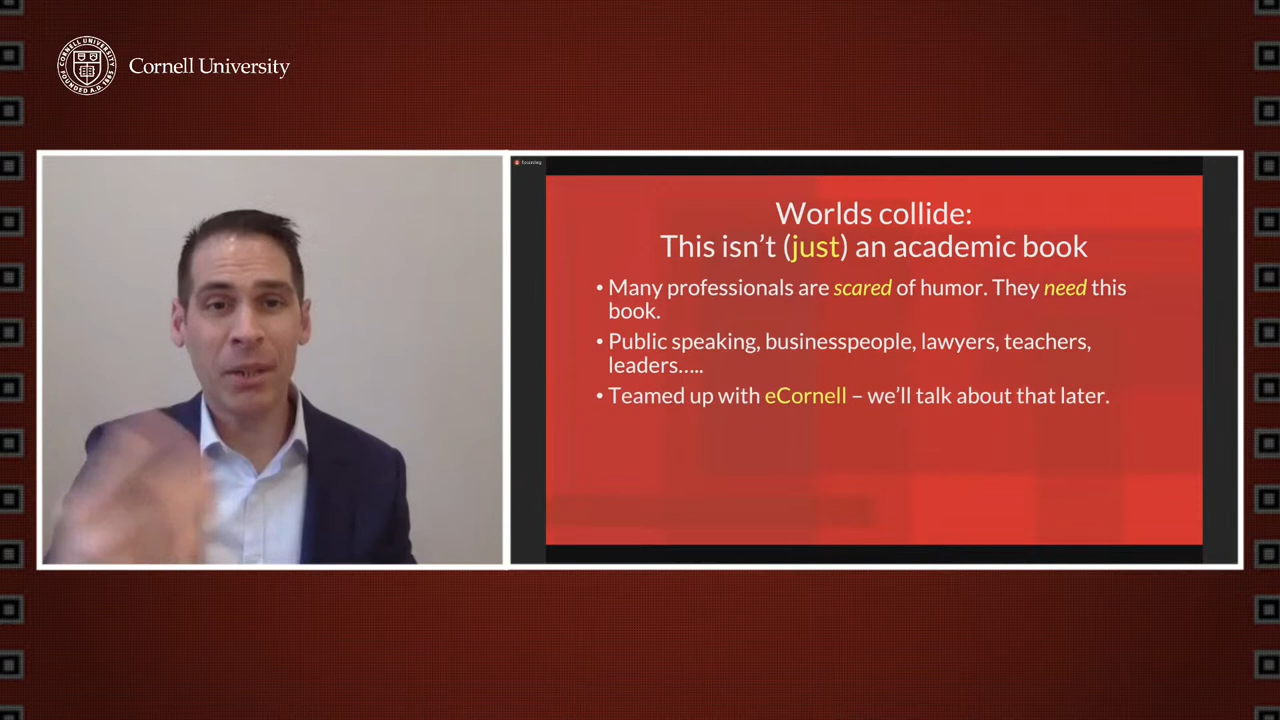 Cornell University
Worlds collide:
This isn't (just) an academic book
• Many professionals are scared of humor. They need this
book.
• Public speaking, businesspeople, lawyers, teachers,
leaders…..
• Teamed up with eCornell – we'll talk about that later.